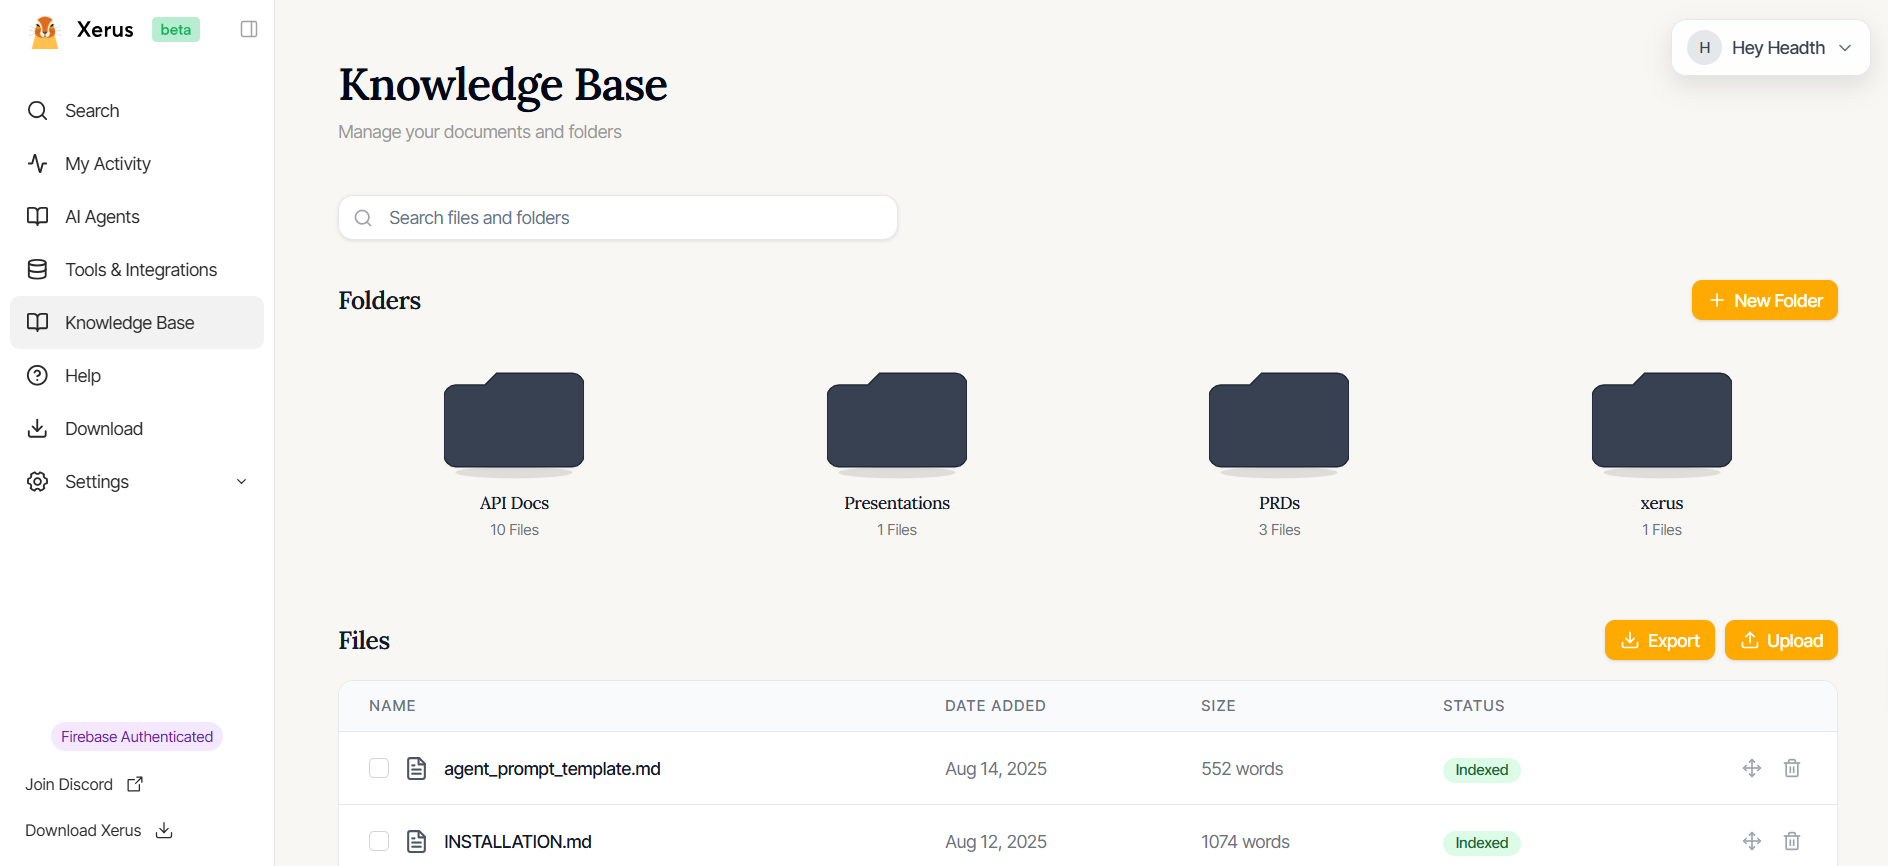 Xerus beta
Search
My Activity
AI Agents
Tools & Integrations
Knowledge Base
Help
Download
Settings
Firebase Authenticated
Join Discord
Download Xerus
H Hey Headth
Knowledge Base
Manage your documents and folders
Search files and folders
Folders
New Folder
API Docs
10 Files
Presentations
1 Files
PRDs
3 Files
xerus
1 Files
Files
Export Upload
NAME DATE ADDED SIZE STATUS
agent_prompt_template.md Aug 14, 2025 552 words Indexed
INSTALLATION.md Aug 12, 2025 1074 words Indexed